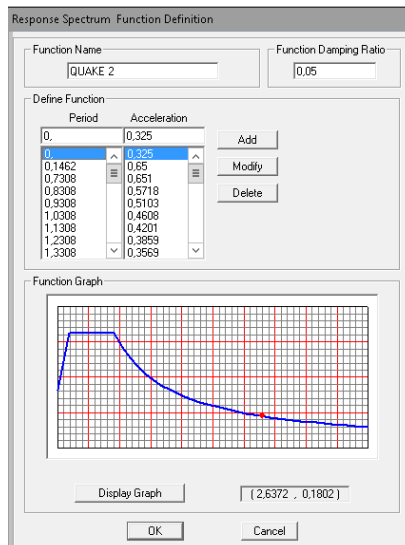 Response Spectrum Function Definition
Function Name
QUAKE 2
Function Damping Ratio
0,05
Define Function
Period Acceleration
0, 0,325
0, 0,325
0,1462 0,65
0,7308 0,651
0,8308 0,5718
0,9308 0,5103
1,0308 0,4608
1,1308 0,4201
1,2308 0,3859
1,3308 0,3569
Add
Modify
Delete
Function Graph
Display Graph
( 2,6372 , 0,1802 )
OK
Cancel